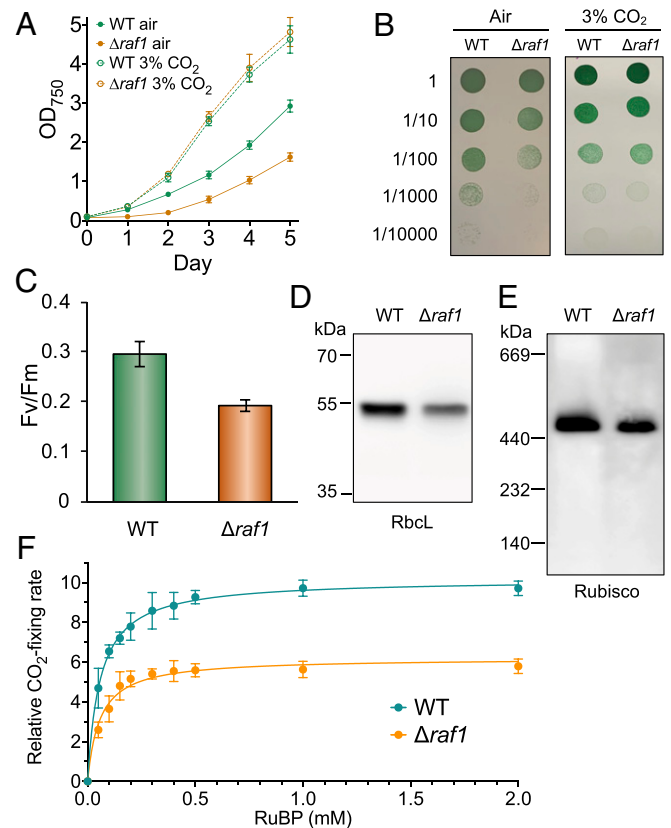 A
WT air
Δraf1 air
WT 3% CO₂
Δraf1 3% CO₂
OD₇₅₀
5
4
3
2
1
0
0 1 2 3 4 5
Day
B
Air 3% CO₂
WT Δraf1 WT Δraf1
1
1/10
1/100
1/1000
1/10000
C
Fv/Fm
0.4
0.3
0.2
0.1
0
WT Δraf1
D
kDa WT Δraf1
70
55
35
RbcL
E
kDa WT Δraf1
669
440
232
140
Rubisco
F
Relative CO₂-fixing rate
10
8
6
4
2
0
0.0 0.5 1.0 1.5 2.0
RuBP (mM)
WT
Δraf1